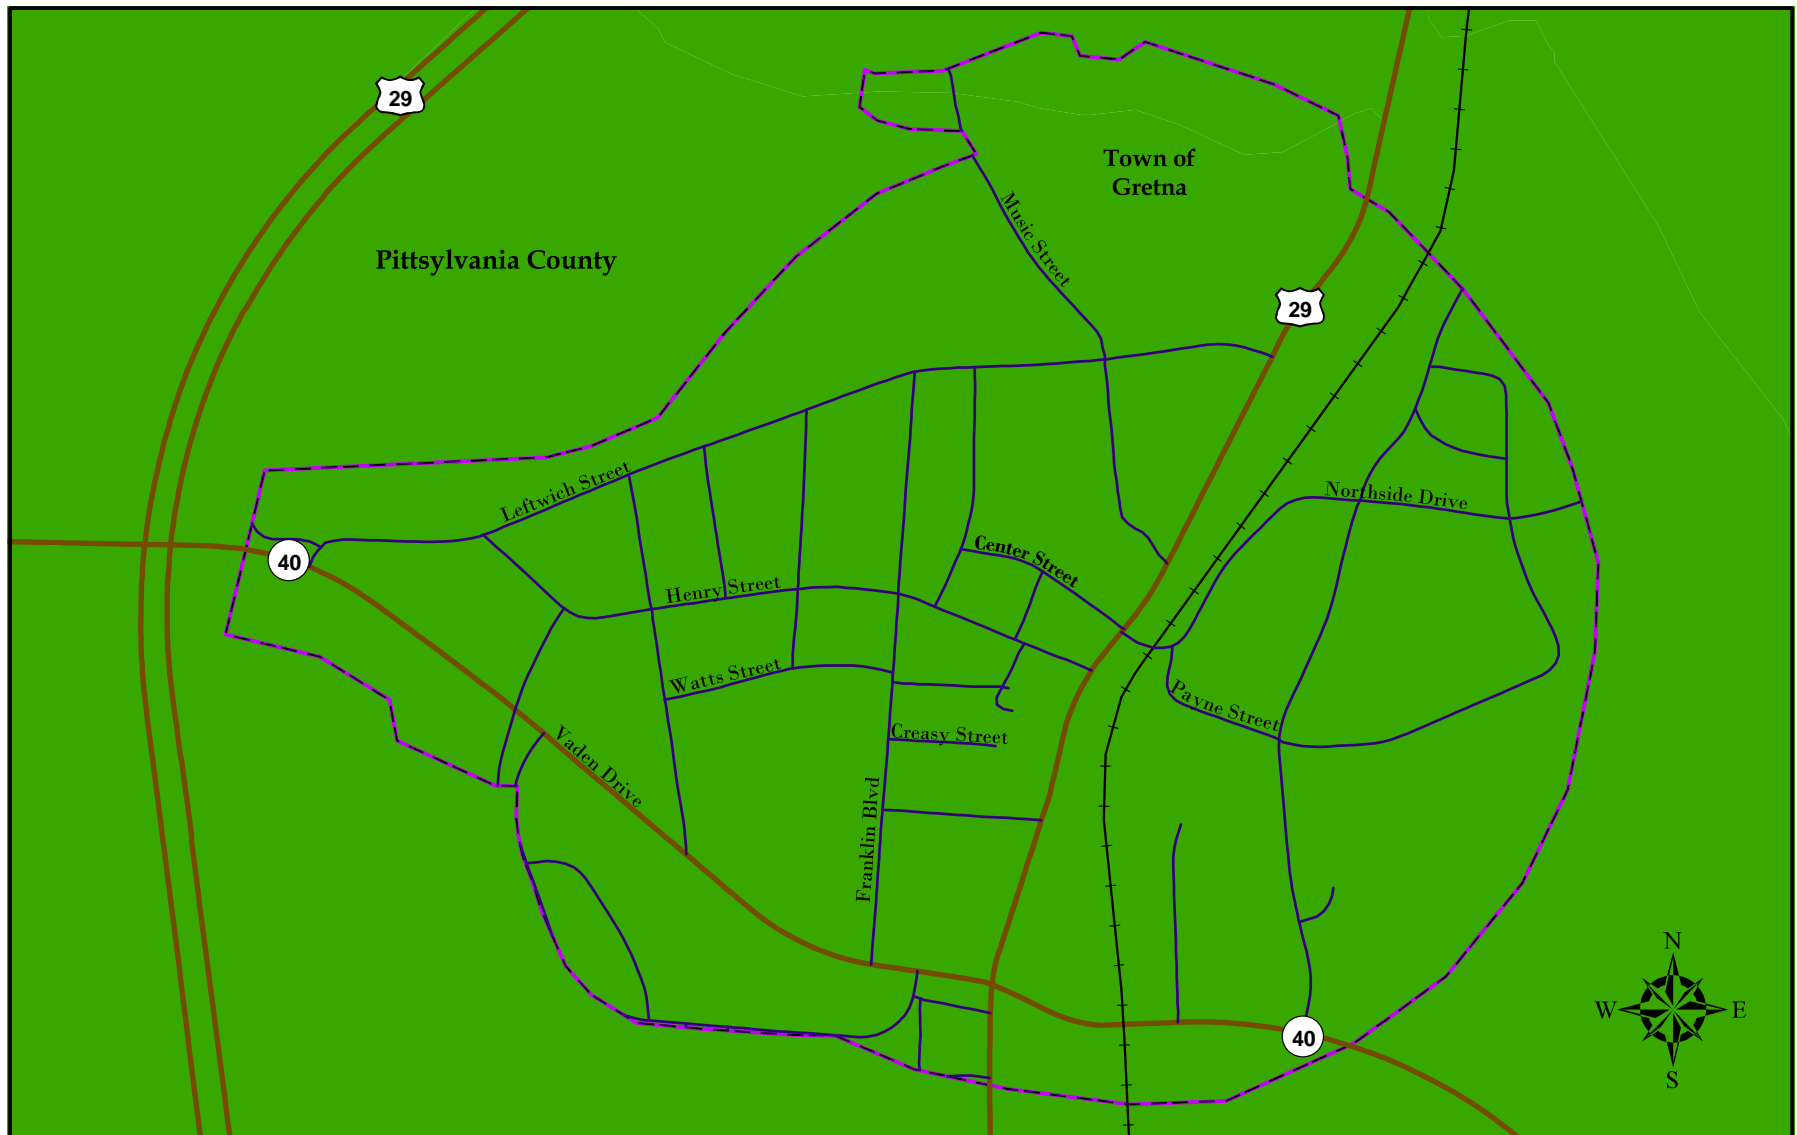 29
Town of
Gretna
Music Street
Pittsylvania County
29
Leftwich Street
Northside Drive
40
Center Street
Henry Street
Watts Street
Payne Street
Creasy Street
Vaden Drive
Franklin Blvd
N
W
E
40
S